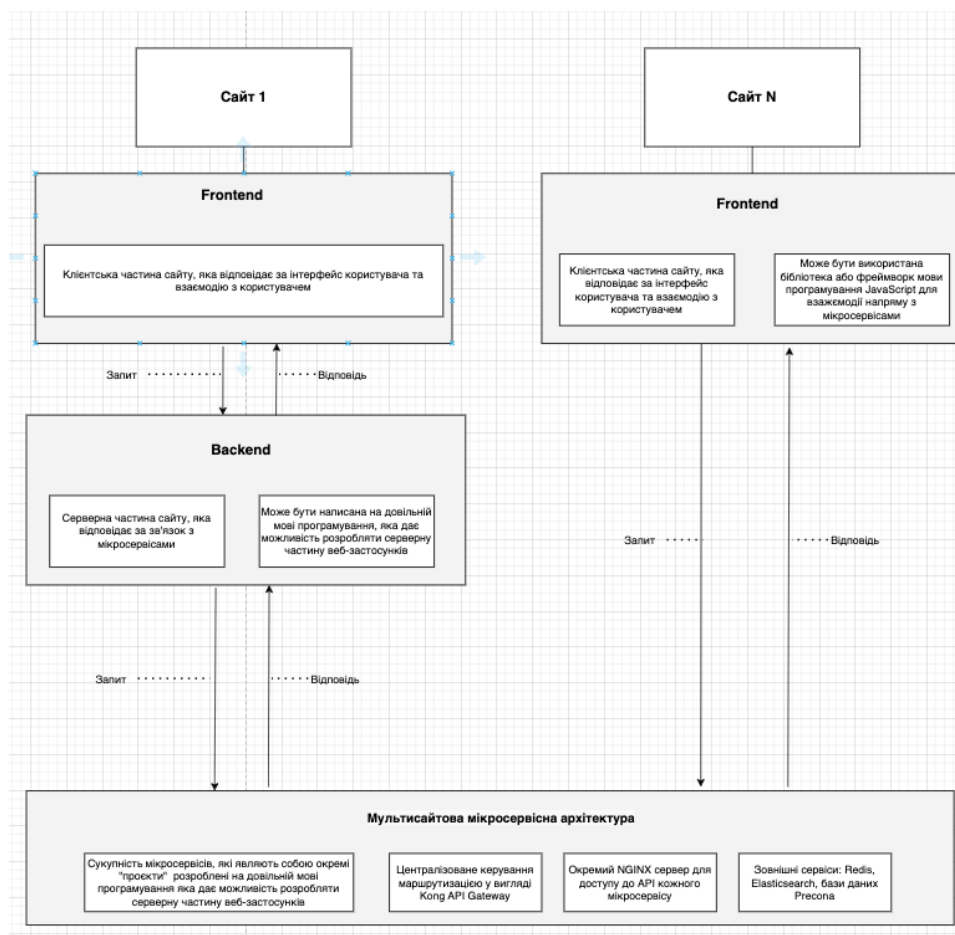 Сайт 1
Сайт N
Frontend
Клієнтська частина сайту, яка відповідає за інтерфейс користувача та
взаємодію з користувачем
Frontend
Клієнтська частина сайту, яка
відповідає за інтерфейс
користувача та взаємодію з
користувачем
Може бути використана
бібліотека або фреймворк мови
програмування JavaScript для
взажємодії напряму з
мікросервісами
Запит
Відповідь
Backend
Серверна частина сайту, яка
відповідає за зв'язок з
мікросервісами
Може бути написана на довільній
мові програмування, яка дає
можливість розробляти серверну
частину веб-застосунків
Запит
Відповідь
Запит
Відповідь
Мультисайтова мікросервісна архітектура
Сукупність мікросервісів, які являють собою окремі
"проєкти" розроблені на довільній мові
програмування яка дає можливість розробляти
серверну частину веб-застосунків
Централізоване керування
маршрутизацією у вигляді
Kong API Gateway
Окремий NGINX сервер для
доступу до API кожного
мікросервісу
Зовнішні сервіси: Redis,
Elasticsearch, бази даних
Precona